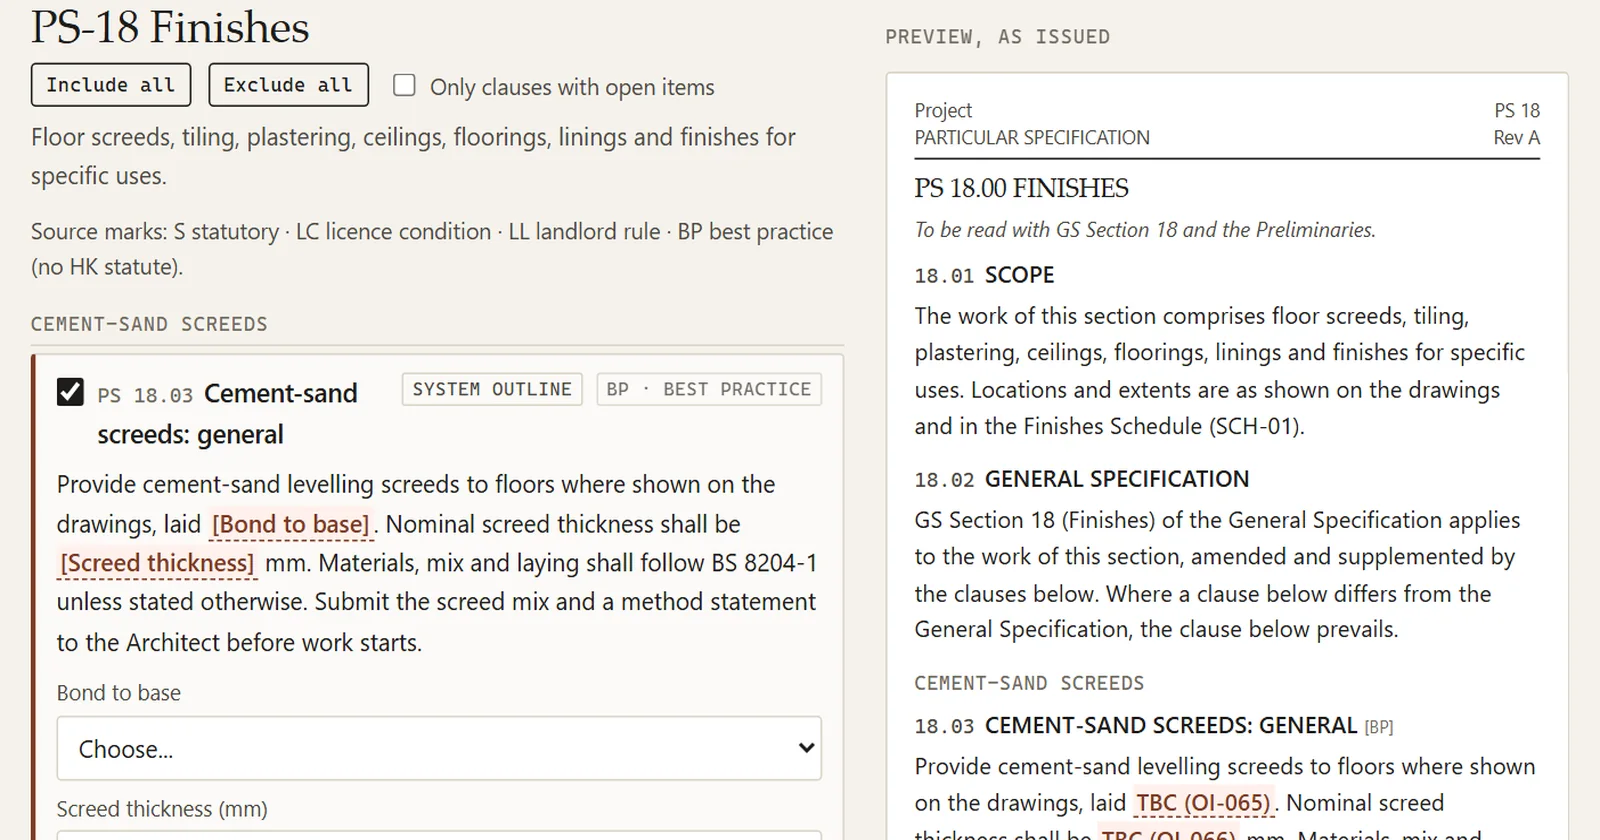 PS-18 Finishes
Include all
Exclude all
Only clauses with open items
Floor screeds, tiling, plastering, ceilings, floorings, linings and finishes for
specific uses.
Source marks: S statutory · LC licence condition · LL landlord rule · BP best practice
(no HK statute).
CEMENT-SAND SCREEDS
PS 18.03 Cement-sand
screeds: general
SYSTEM OUTLINE
BP · BEST PRACTICE
Provide cement-sand levelling screeds to floors where shown on the
drawings, laid [Bond to base]. Nominal screed thickness shall be
[Screed thickness] mm. Materials, mix and laying shall follow BS 8204-1
unless stated otherwise. Submit the screed mix and a method statement
to the Architect before work starts.
Bond to base
Choose...
Screed thickness (mm)
PREVIEW, AS ISSUED
Project
PS 18
PARTICULAR SPECIFICATION
Rev A
PS 18.00 FINISHES
To be read with GS Section 18 and the Preliminaries.
18.01 SCOPE
The work of this section comprises floor screeds, tiling,
plastering, ceilings, floorings, linings and finishes for specific
uses. Locations and extents are as shown on the drawings
and in the Finishes Schedule (SCH-01).
18.02 GENERAL SPECIFICATION
GS Section 18 (Finishes) of the General Specification applies
to the work of this section, amended and supplemented by
the clauses below. Where a clause below differs from the
General Specification, the clause below prevails.
CEMENT-SAND SCREEDS
18.03 CEMENT-SAND SCREEDS: GENERAL [BP]
Provide cement-sand levelling screeds to floors where shown
on the drawings, laid TBC (OI-065). Nominal screed
thickness shall be TBC (OI-066) mm. Materials, mix and